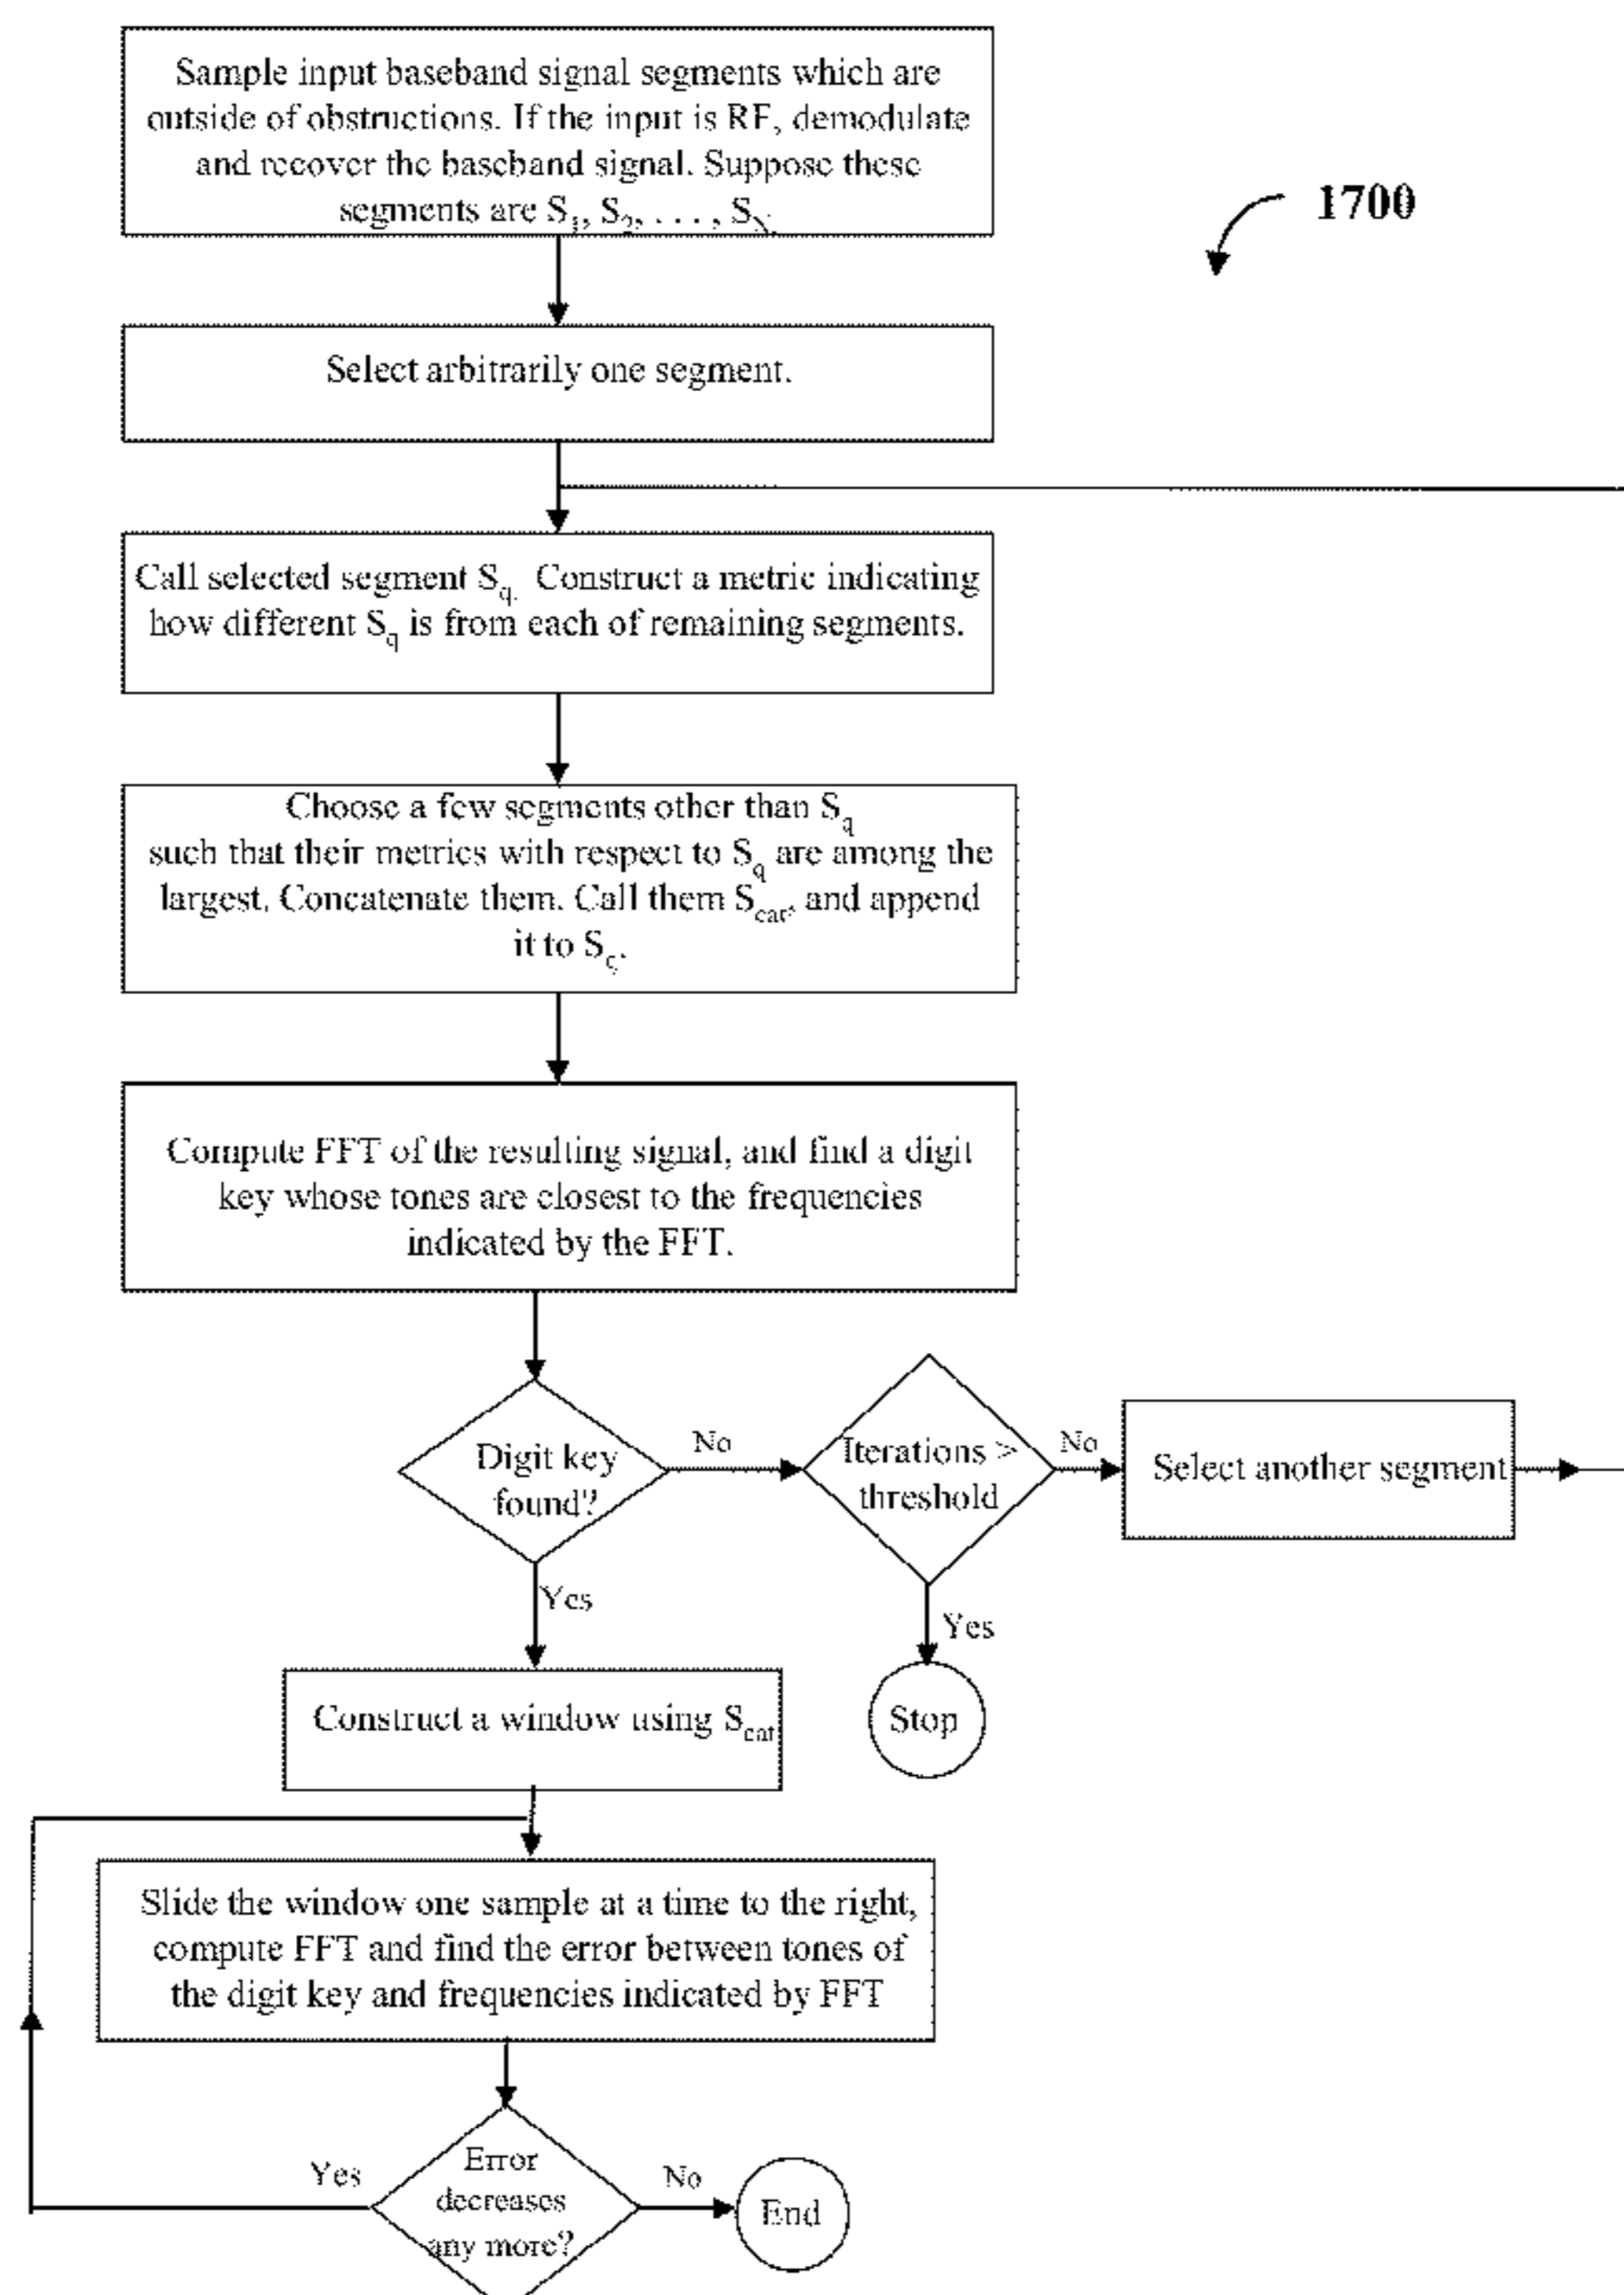 Sample input baseband signal segments which are
outside of obstructions. If the input is RF, demodulate
and recover the baseband signal. Suppose these
segments are S1, S2, . . . , SN.
1700
Select arbitrarily one segment.
Call selected segment Sq. Construct a metric indicating
how different Sq is from each of remaining segments.
Choose a few segments other than Sq
such that their metrics with respect to Sq are among the
largest. Concatenate them. Call them Scat, and append
it to Sq.
Compute FFT of the resulting signal, and find a digit
key whose tones are closest to the frequencies
indicated by the FFT.
Digit key
found?
No
Iterations >
threshold
No
Select another segment
Yes
Yes
Construct a window using Scat
Stop
Slide the window one sample at a time to the right,
compute FFT and find the error between tones of
the digit key and frequencies indicated by FFT
Yes
Error
decreases
any more?
No
End